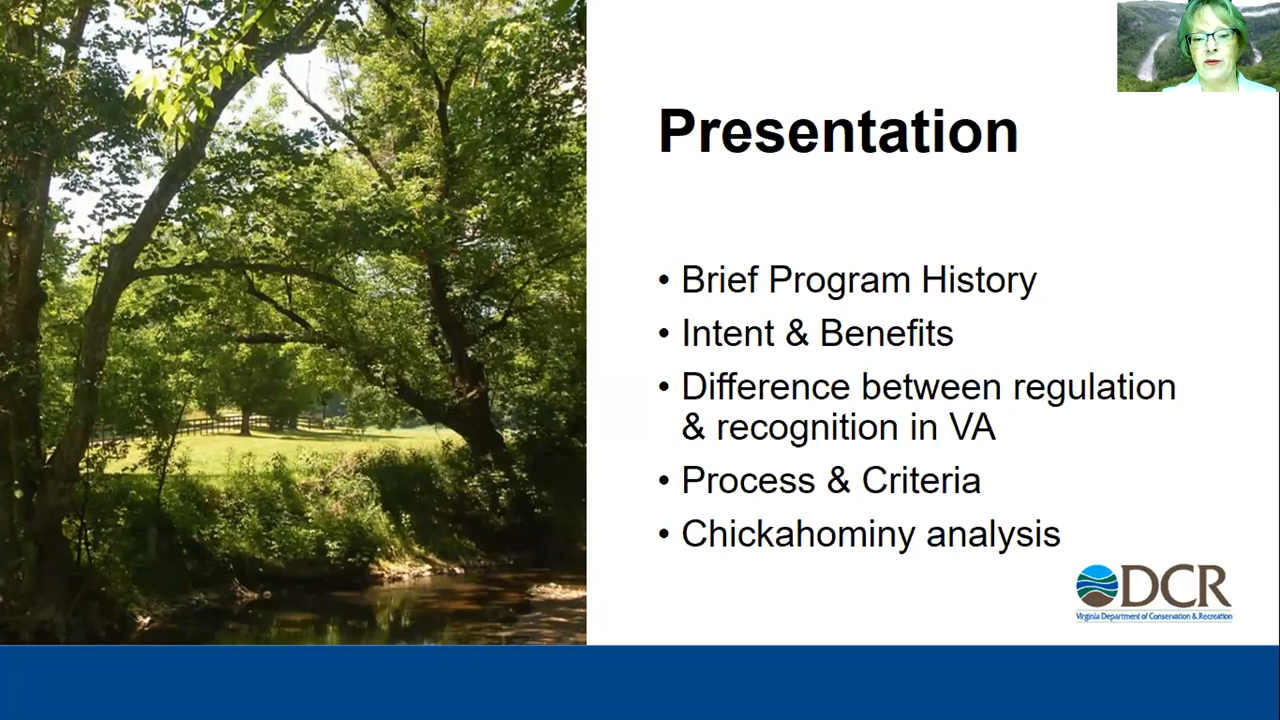 Presentation
• Brief Program History
• Intent & Benefits
• Difference between regulation
& recognition in VA
• Process & Criteria
• Chickahominy analysis
DCR
Virginia Department of Conservation & Recreation